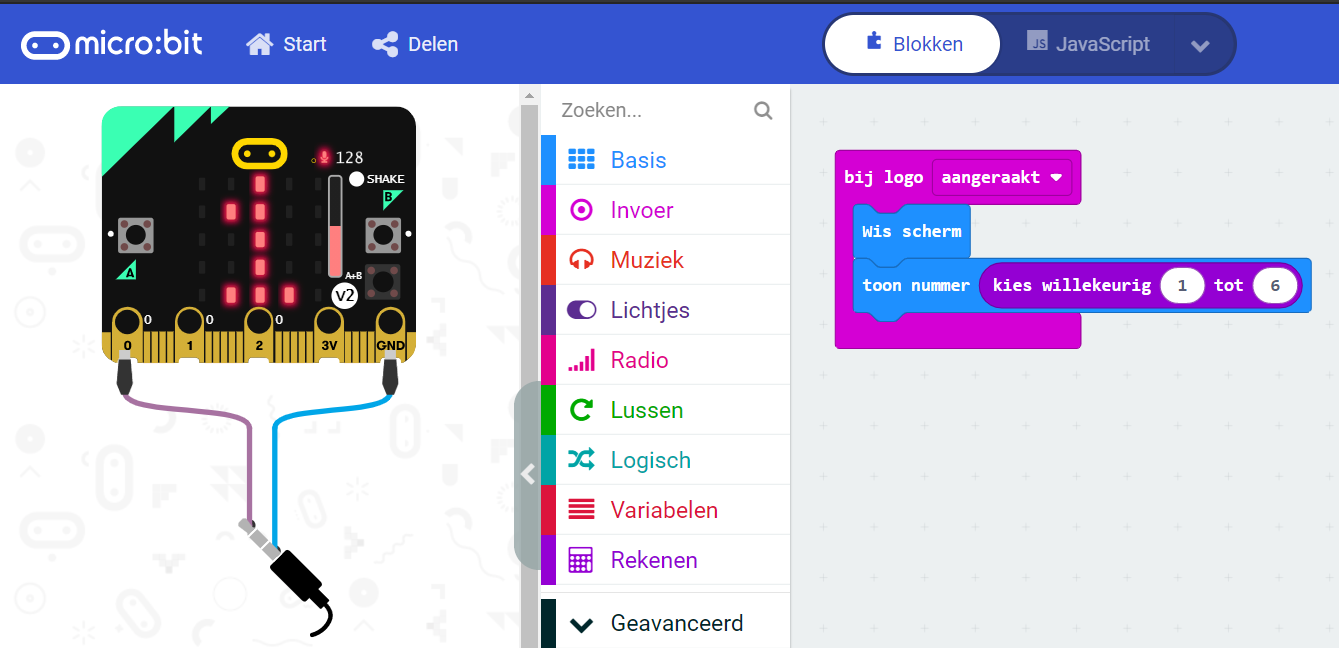 micro:bit Start Delen Blokken JS JavaScript
128
SHAKE
B
A
A+B
V2
0 0 0
0 1 2 3V GND
Zoeken...
Basis
Invoer
Muziek
Lichtjes
Radio
Lussen
Logisch
Variabelen
Rekenen
Geavanceerd
bij logo aangeraakt
Wis scherm
toon nummer kies willekeurig 1 tot 6